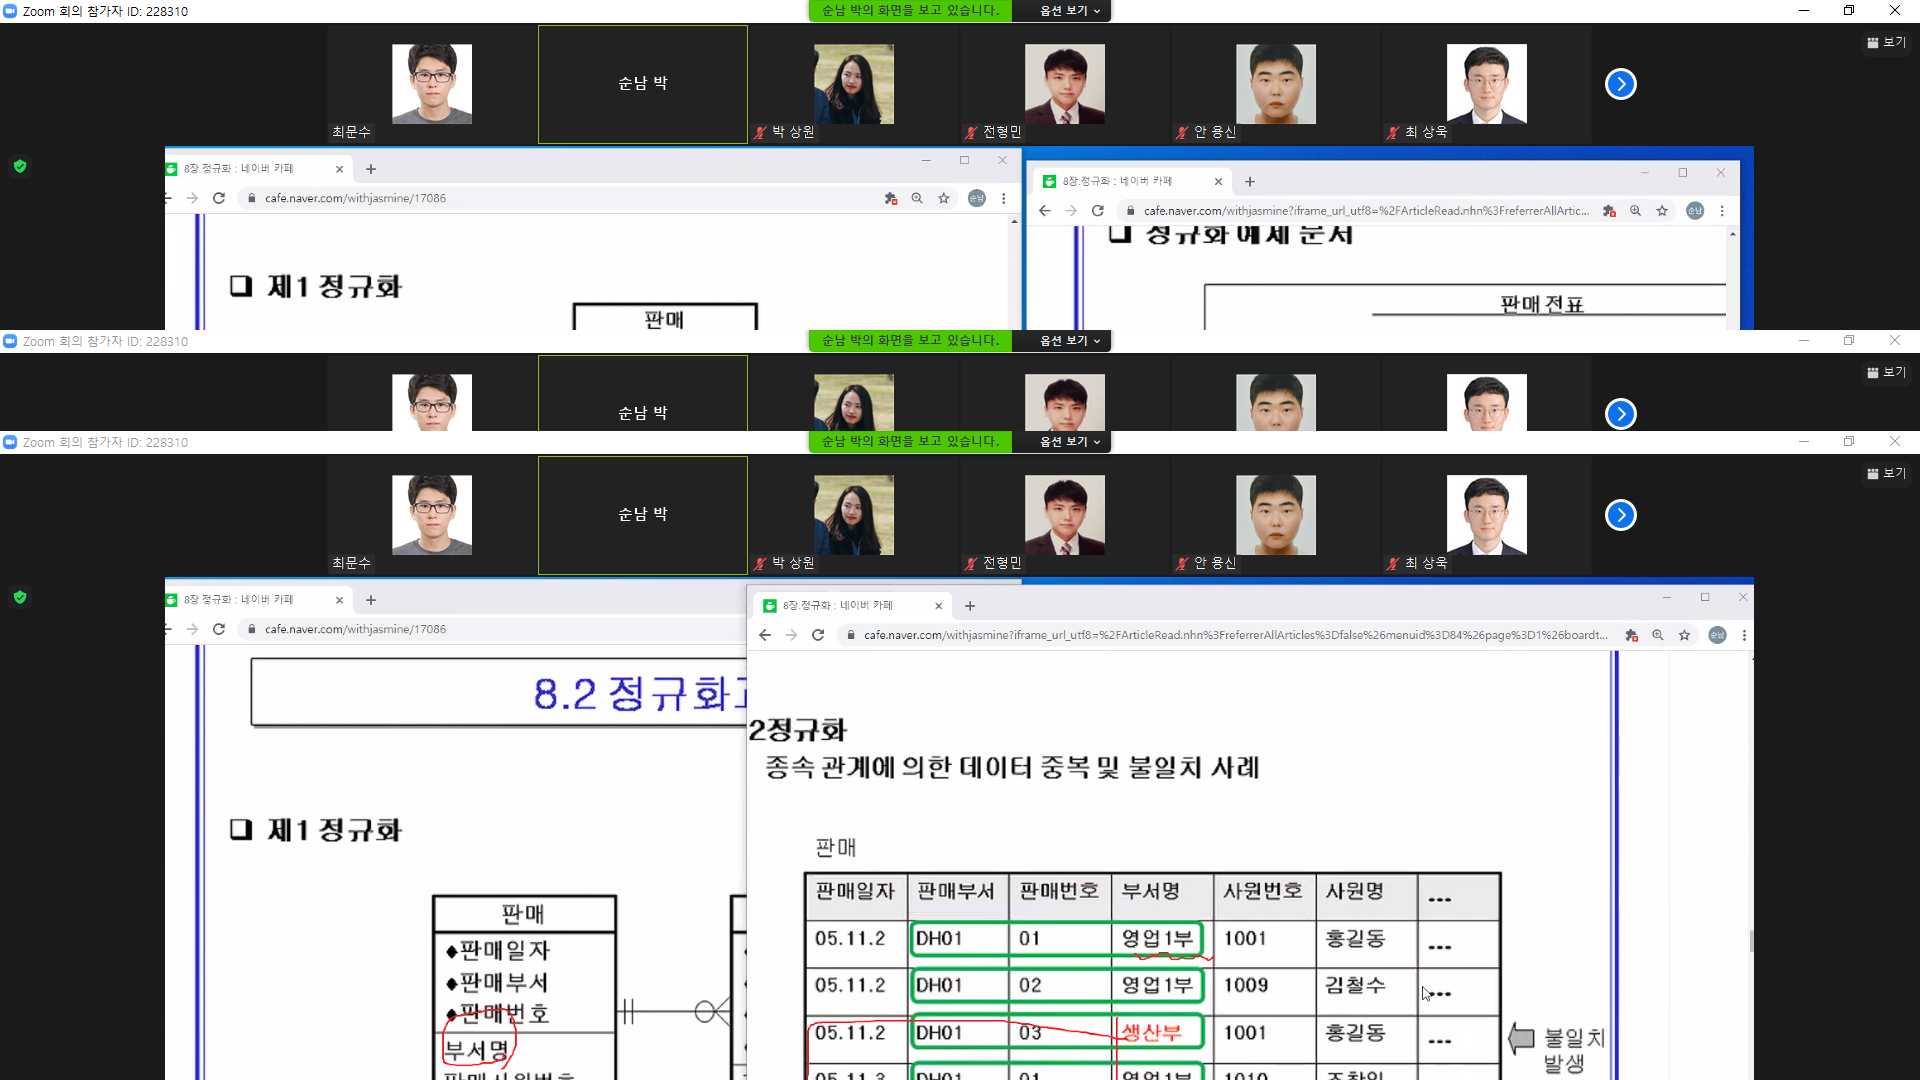 Zoom 회의 참가자 ID: 228310
순남 박의 화면을 보고 있습니다.
옵션 보기
보기
순남 박
최문수
박 상원
전형민
안 용신
최 상욱
8장.정규화 : 네이버 카페
cafe.naver.com/withjasmine/17086
순남
제1 정규화
판매
8장.정규화 : 네이버 카페
cafe.naver.com/withjasmine?iframe_url_utf8=%2FArticleRead.nhn%3FreferrerAllArtic...
순남
정규화 예제 문서
판매 전표
Zoom 회의 참가자 ID: 228310
순남 박의 화면을 보고 있습니다.
옵션 보기
보기
순남 박
Zoom 회의 참가자 ID: 228310
순남 박의 화면을 보고 있습니다.
옵션 보기
보기
순남 박
최문수
박 상원
전형민
안 용신
최 상욱
8장.정규화 : 네이버 카페
cafe.naver.com/withjasmine/17086
8.2 정규화
제1 정규화
판매
◆판매일자
◆판매부서
◆판매번호
부서명
판매사원번호
8장.정규화 : 네이버 카페
cafe.naver.com/withjasmine?iframe_url_utf8=%2FArticleRead.nhn%3FreferrerAllArticles%3Dfalse%26menuid%3D84%26page%3D1%26boardt...
순남
2정규화
종속 관계에 의한 데이터 중복 및 불일치 사례
판매
판매일자 판매부서 판매번호 부서명 사원번호 사원명 ...
05.11.2 DH01 01 영업1부 1001 홍길동 ...
05.11.2 DH01 02 영업1부 1009 김철수 ...
05.11.2 DH01 03 생산부 1001 홍길동 ...
불일치
발생
05.11.3 DH01 01 영업1부 1010